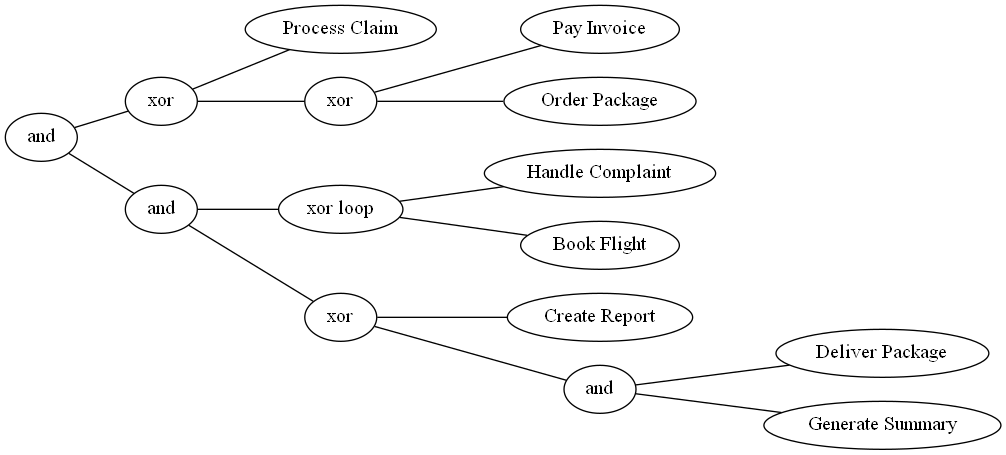 Process Claim
Pay Invoice
xor
xor
Order Package
and
Handle Complaint
and
xor loop
Book Flight
xor
Create Report
Deliver Package
and
Generate Summary